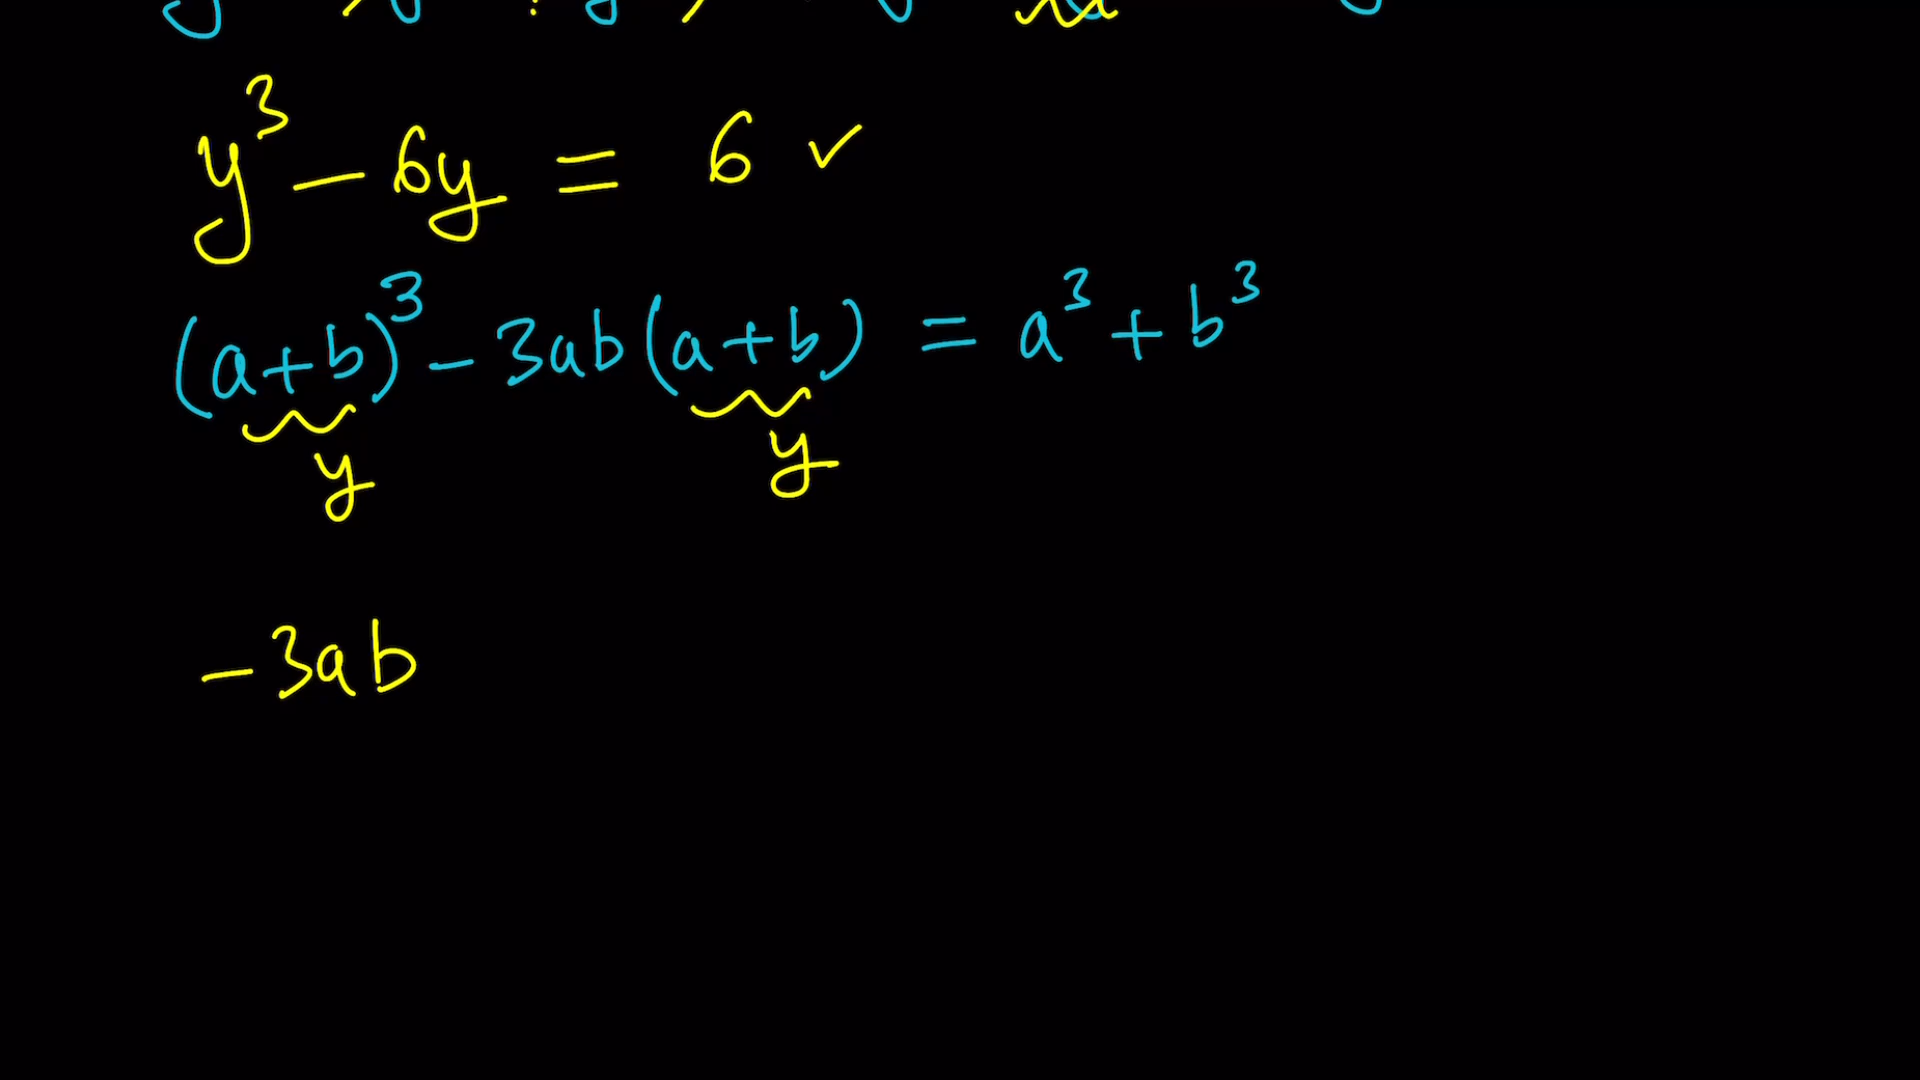 y³ - 6y = 6 ✓
(a+b)³ - 3ab(a+b) = a³ + b³
y y
-3ab